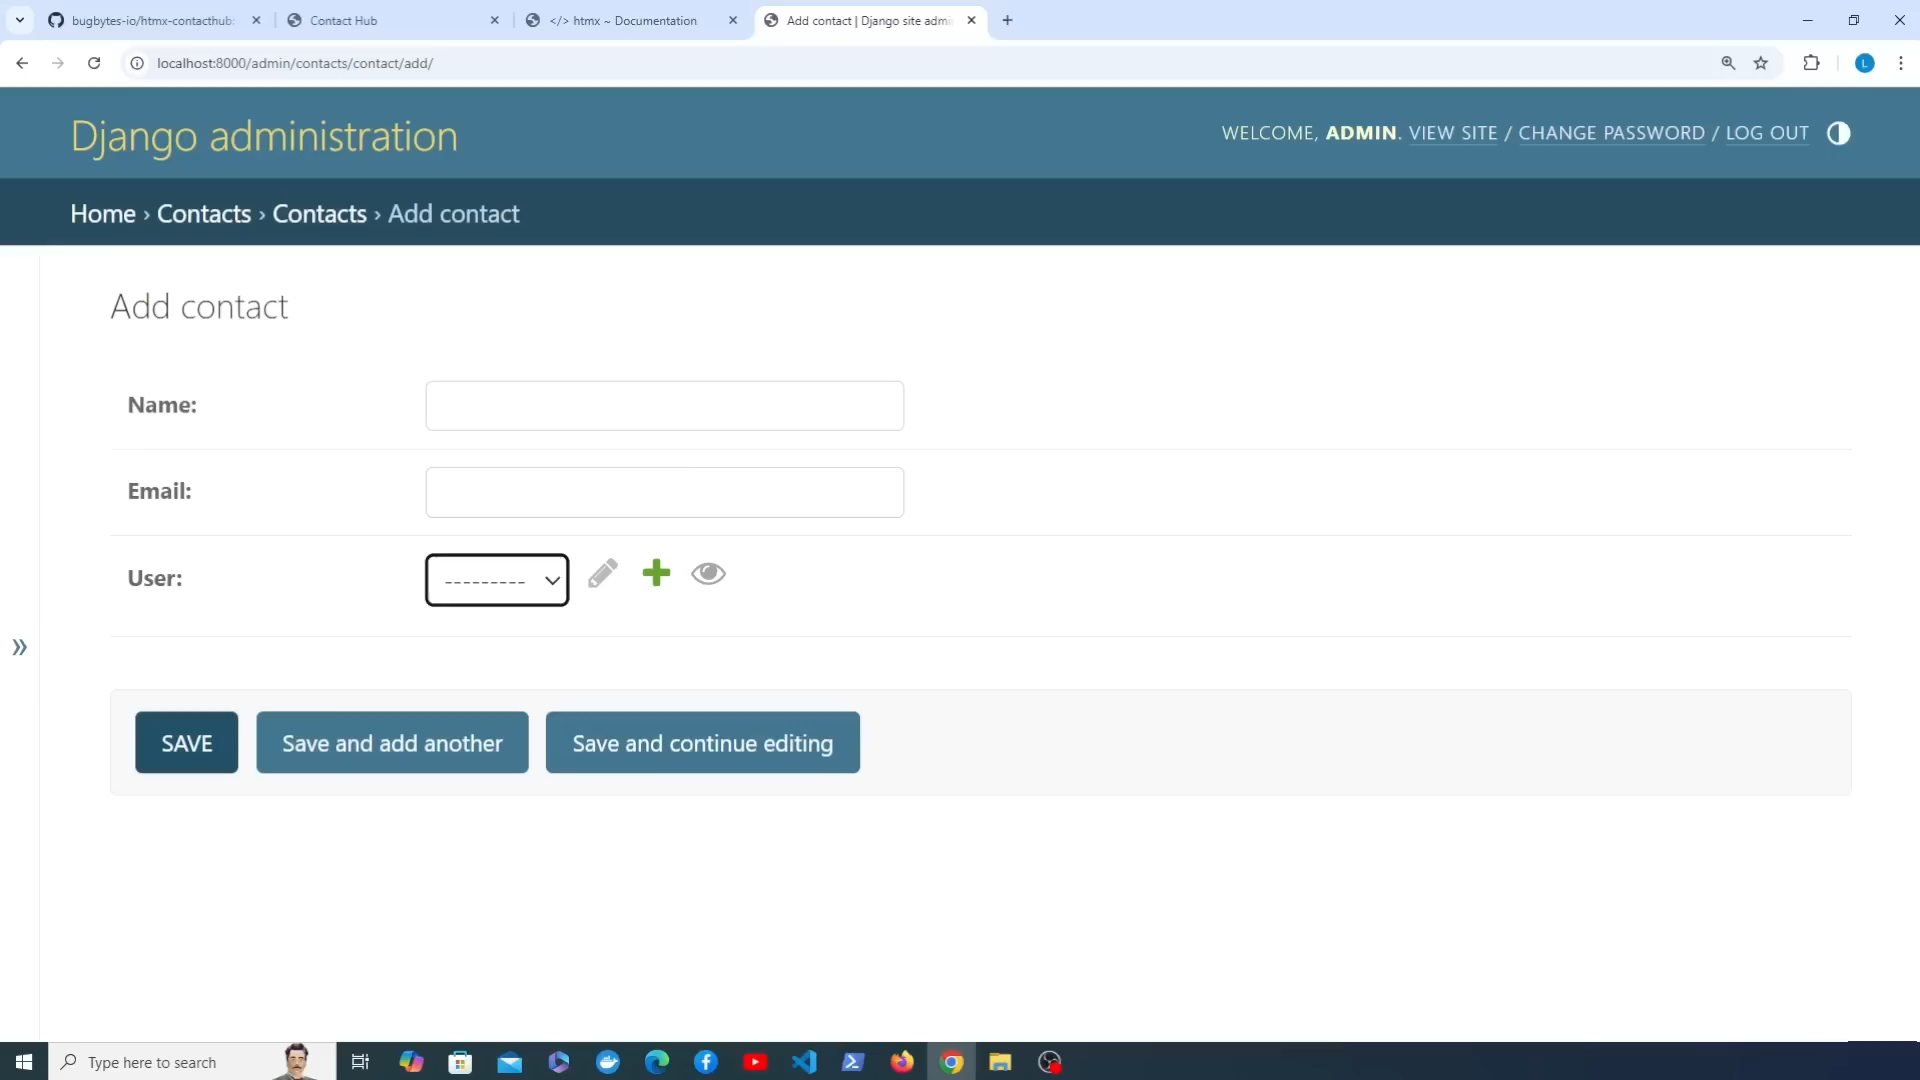 bugbytes-io/htmx-contacthub:
Contact Hub
</> htmx ~ Documentation
Add contact | Django site admi
localhost:8000/admin/contacts/contact/add/
L
Django administration
WELCOME, ADMIN. VIEW SITE / CHANGE PASSWORD / LOG OUT
Home › Contacts › Contacts › Add contact
Add contact
Name:
Email:
User:
---------
»
SAVE
Save and add another
Save and continue editing
Type here to search